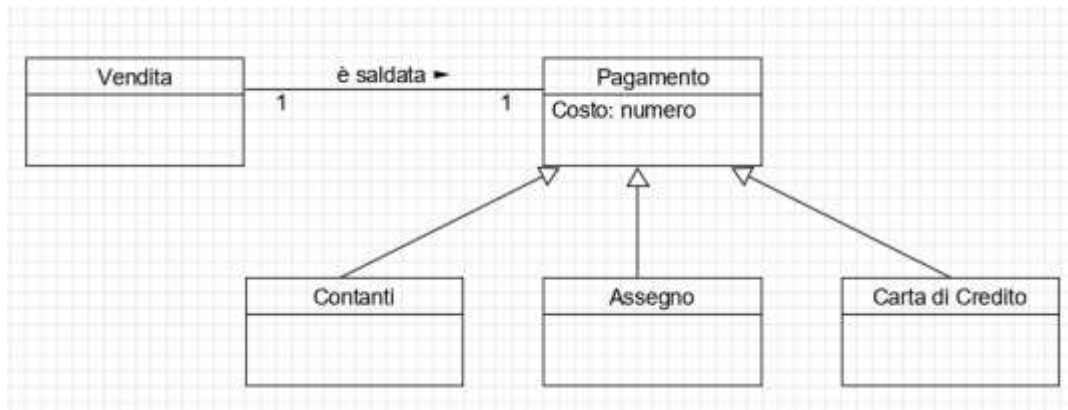 Vendita
è saldata ►
Pagamento
1
1
Costo: numero
Contanti
Assegno
Carta di Credito